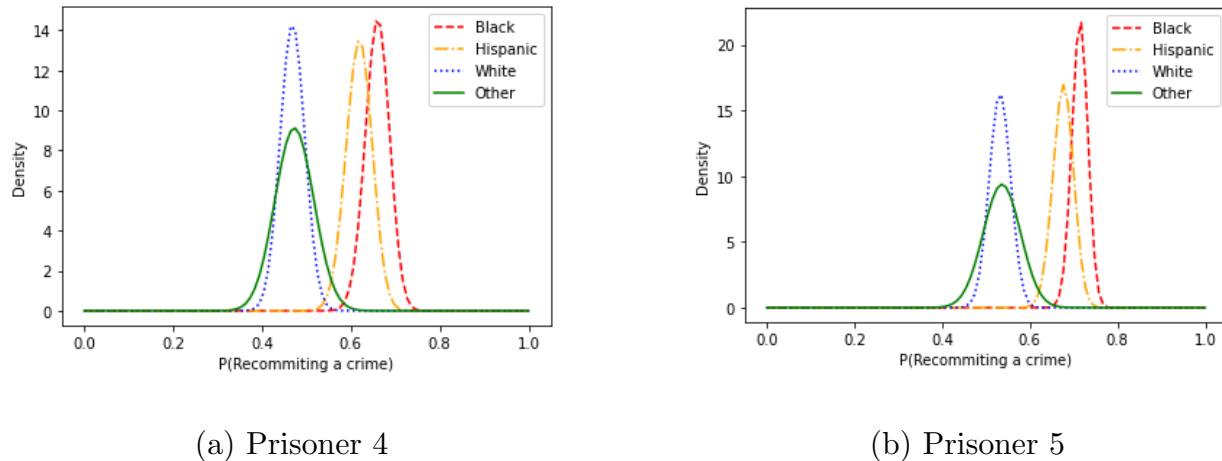 14
12
10
8
6
4
2
0
Density
0.0 0.2 0.4 0.6 0.8 1.0
P(Recommiting a crime)
Black
Hispanic
White
Other
(a) Prisoner 4
20
15
10
5
0
Density
0.0 0.2 0.4 0.6 0.8 1.0
P(Recommiting a crime)
Black
Hispanic
White
Other
(b) Prisoner 5